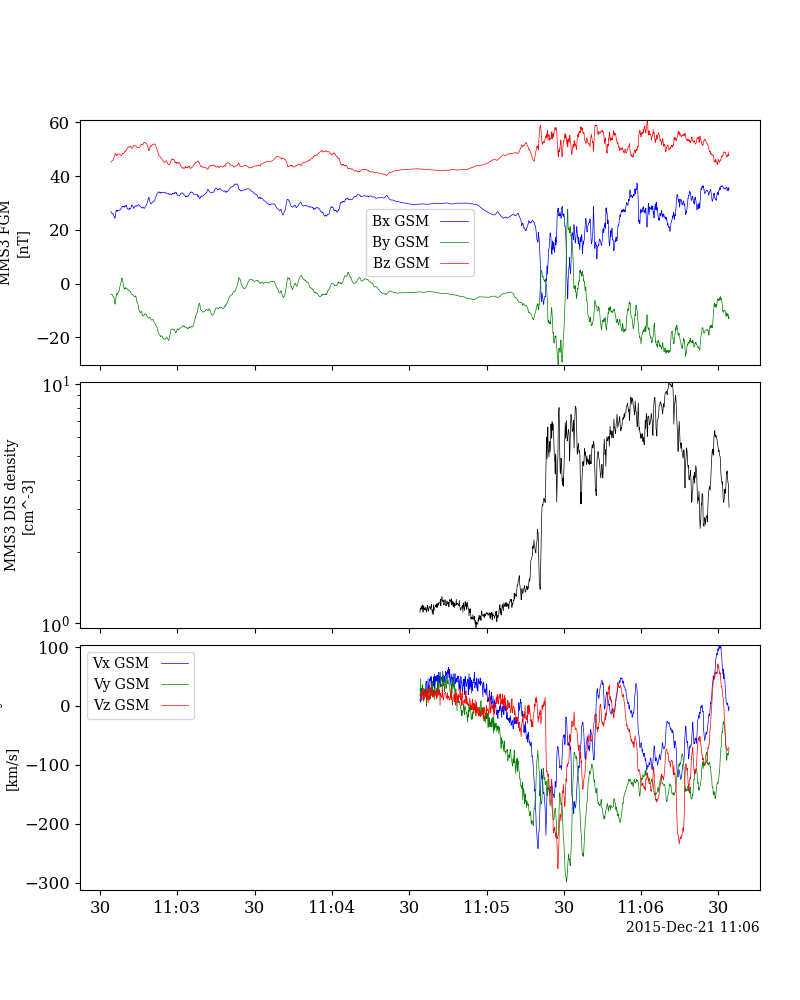 60
40
20
0
−20
MMS3 FGM
[nT]
Bx GSM
By GSM
Bz GSM
10^1
10^0
MMS3 DIS density
[cm^-3]
100
0
−100
−200
−300
[km/s]
Vx GSM
Vy GSM
Vz GSM
30 11:03 30 11:04 30 11:05 30 11:06 30
2015-Dec-21 11:06